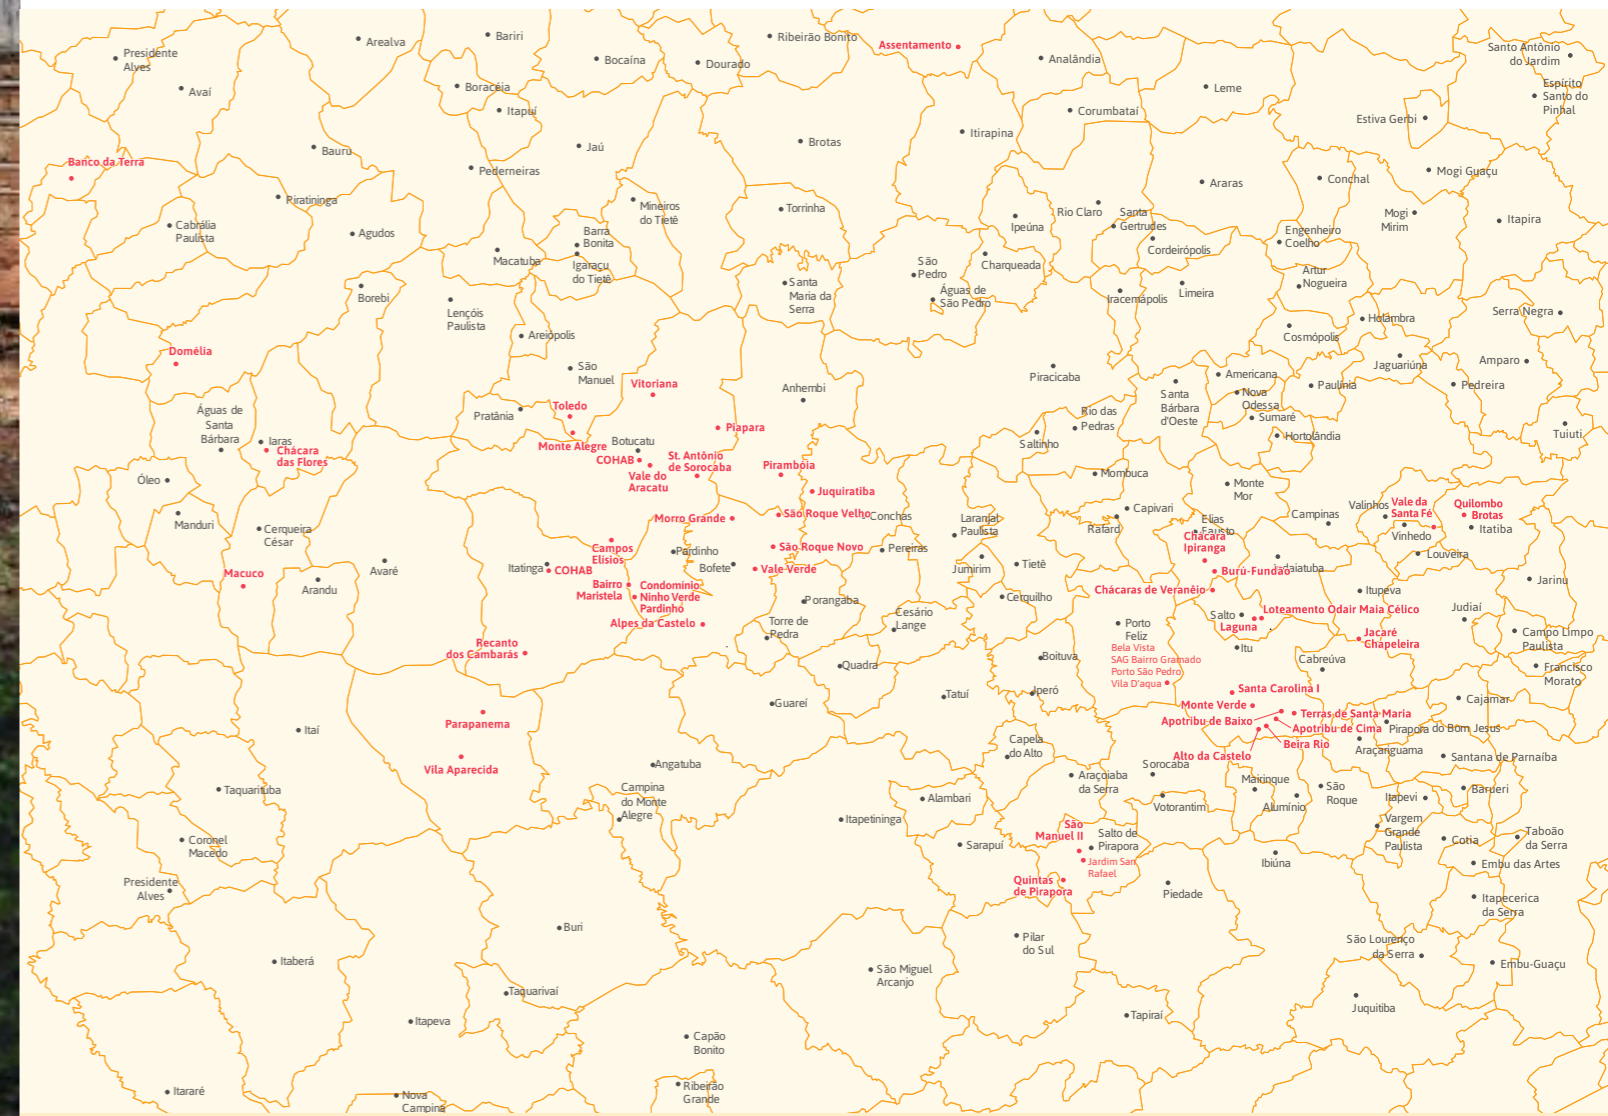 Presidente
Alves
Arealva
Bariri
Ribeirão Bonito
Assentamento
Santo Antônio
do Jardim
Avaí
Boracéia
Bocaína
Dourado
Analândia
Leme
Espírito
Santo do
Pinhal
Itapuí
Corumbataí
Estiva Gerbi
Banco da Terra
Bauru
Jaú
Brotas
Itirapina
Pederneiras
Araras
Conchal
Mogi Guaçu
Piratininga
Mineiros
do Tietê
Torrinha
Ipeúna
Rio Claro
Santa
Gertrudes
Mogi
Mirim
Itapira
Cabrália
Paulista
Agudos
Barra
Bonita
Cordeirópolis
Engenheiro
Coelho
Macatuba
Igaraçu
do Tietê
São
Pedro
Charqueada
Artur
Nogueira
Borebi
Lençóis
Paulista
Santa
Maria da
Serra
Águas de
São Pedro
Iracemápolis
Limeira
Holambra
Serra Negra
Areiópolis
Cosmópolis
Domélia
São
Manuel
Vitoriana
Anhembi
Piracicaba
Americana
Paulínia
Jaguariúna
Amparo
Pedreira
Águas de
Santa
Bárbara
Pratânia
Toledo
Piapara
Rio das
Pedras
Santa
Bárbara
d'Oeste
Nova
Odessa
Sumaré
Hortolândia
Tuiuti
Iaras
Chácara
das Flores
Monte Alegre
Botucatu
COHAB
Vale do
Aracatu
St. Antônio
de Sorocaba
Pirambóia
Saltinho
Óleo
Mombuca
Monte
Mor
Manduri
Juquiratiba
São Roque Velho
Conchas
Morro Grande
Laranjal
Paulista
Capivari
Rafard
Elias
Fausto
Campinas
Valinhos
Vale da
Santa Fé
Vinhedo
Quilombo
Brotas
Itatiba
Cerqueira
César
Campos
Elísios
Pardinho
São Roque Novo
Pereiras
Chácara
Ipiranga
Louveira
Macuco
Arandu
Avaré
Itatinga
COHAB
Bofete
Vale Verde
Jumirim
Tietê
Burú-Fundão
Indaiatuba
Jarinu
Bairro
Maristela
Condomínio
Ninho Verde
Pardinho
Porangaba
Cerquilho
Chácaras de Veranêio
Itupeva
Alpes da Castelo
Torre de
Pedra
Cesário
Lange
Porto
Feliz
Salto
Laguna
Loteamento Odair Maia Célico
Judiaí
Campo Limpo
Paulista
Recanto
dos Cambarás
Quadra
Boituva
Bela Vista
SAG Bairro Gramado
Porto São Pedro
Vila D'aqua
Itu
Jacaré
Chapeleira
Cabreúva
Francisco
Morato
Parapanema
Guareí
Tatuí
Iperó
Santa Carolina I
Monte Verde
Cajamar
Itaí
Apotribu de Baixo
Terras de Santa Maria
Apotribu de Cima
Pirapora do Bom Jesus
Vila Aparecida
Angatuba
Capela
do Alto
Alto da Castelo
Beira Rio
Araçariguama
Santana de Parnaíba
Taquarituba
Campina
do Monte
Alegre
Alambari
Araçoiaba
da Serra
Sorocaba
Votorantim
Mairinque
Alumínio
São
Roque
Itapevi
Barueri
Coronel
Macedo
Itapetininga
Sarapuí
São
Manuel II
Salto de
Pirapora
Vargem
Grande
Paulista
Cotia
Taboão
da Serra
Presidente
Alves
Quintas
de Pirapora
Jardim San
Rafael
Piedade
Ibiúna
Embu das Artes
Itapecerica
da Serra
Buri
Pilar
do Sul
São Lourenço
da Serra
Itaberá
São Miguel
Arcanjo
Embu-Guaçu
Taquarivaí
Juquitiba
Itapeva
Capão
Bonito
Tapiraí
Itararé
Nova
Campina
Ribeirão
Grande